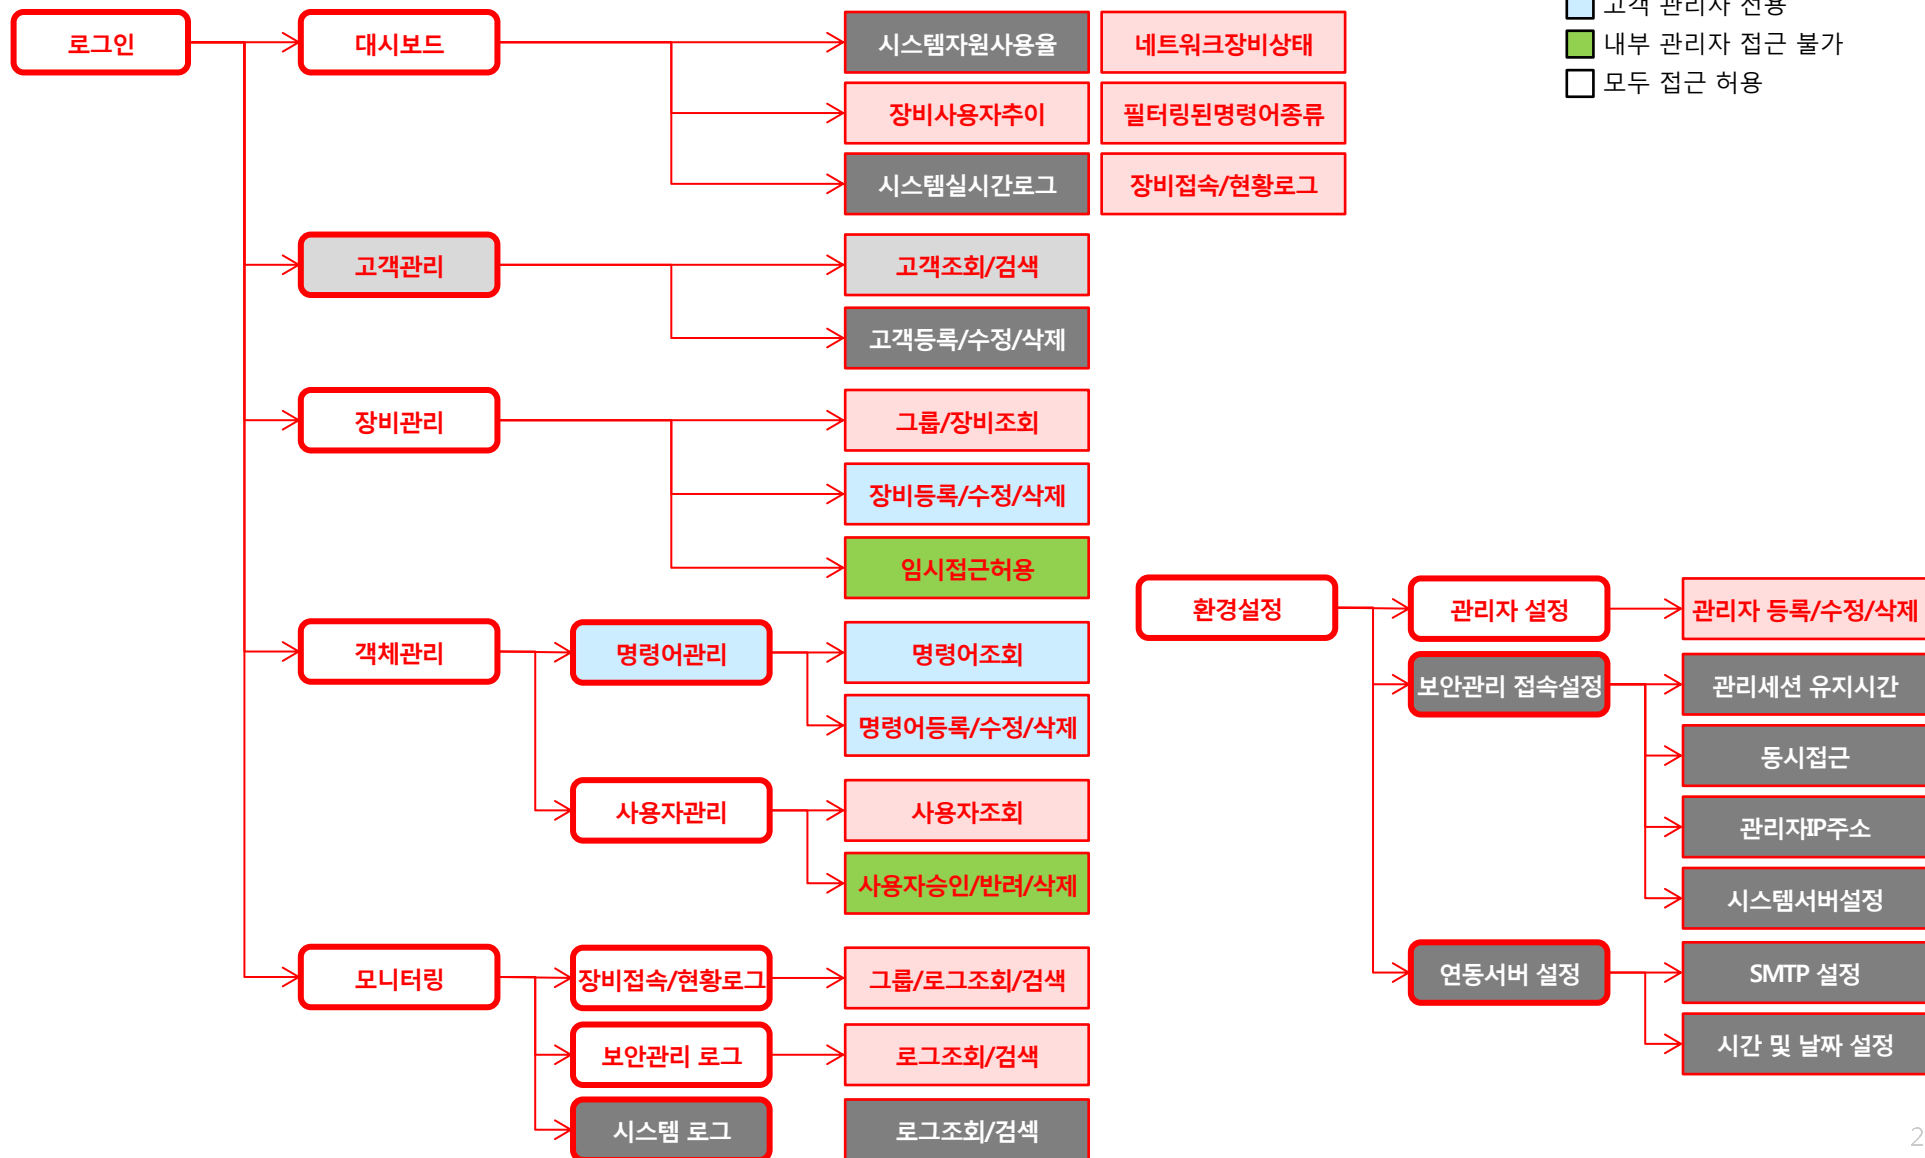 고객 관리자 전용
내부 관리자 접근 불가
모두 접근 허용
로그인
대시보드
시스템자원사용율
네트워크장비상태
장비사용자추이
필터링된명령어종류
시스템실시간로그
장비접속/현황로그
고객관리
고객조회/검색
고객등록/수정/삭제
장비관리
그룹/장비조회
장비등록/수정/삭제
임시접근허용
객체관리
명령어관리
명령어조회
명령어등록/수정/삭제
사용자관리
사용자조회
사용자승인/반려/삭제
모니터링
장비접속/현황로그
그룹/로그조회/검색
보안관리 로그
로그조회/검색
시스템 로그
로그조회/검섹
환경설정
관리자 설정
관리자 등록/수정/삭제
보안관리 접속설정
관리세션 유지시간
동시접근
관리자IP주소
시스템서버설정
연동서버 설정
SMTP 설정
시간 및 날짜 설정
2